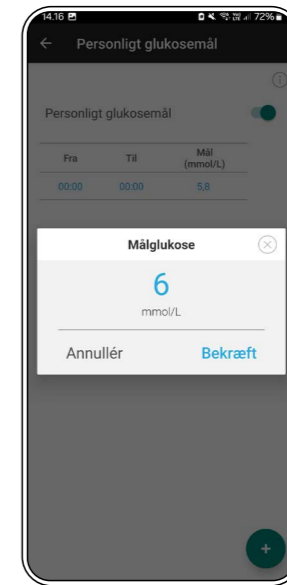 14.16 72%
Personligt glukosemål
Personligt glukosemål
Fra Til Mål
(mmol/L)
00:00 00:00 5,8
Målglukose
6
mmol/L
Annullér Bekræft